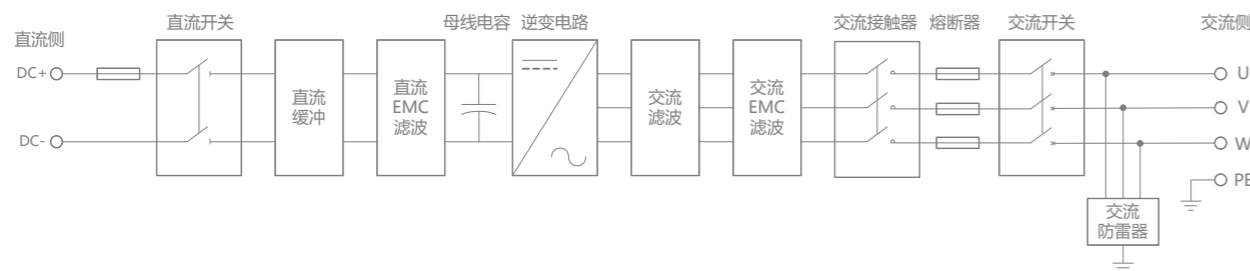 直流侧
DC+
DC-
直流开关
直流
缓冲
直流
EMC
滤波
母线电容
逆变电路
交流
滤波
交流
EMC
滤波
交流接触器
熔断器
交流开关
交流侧
U
V
W
PE
交流
防雷器